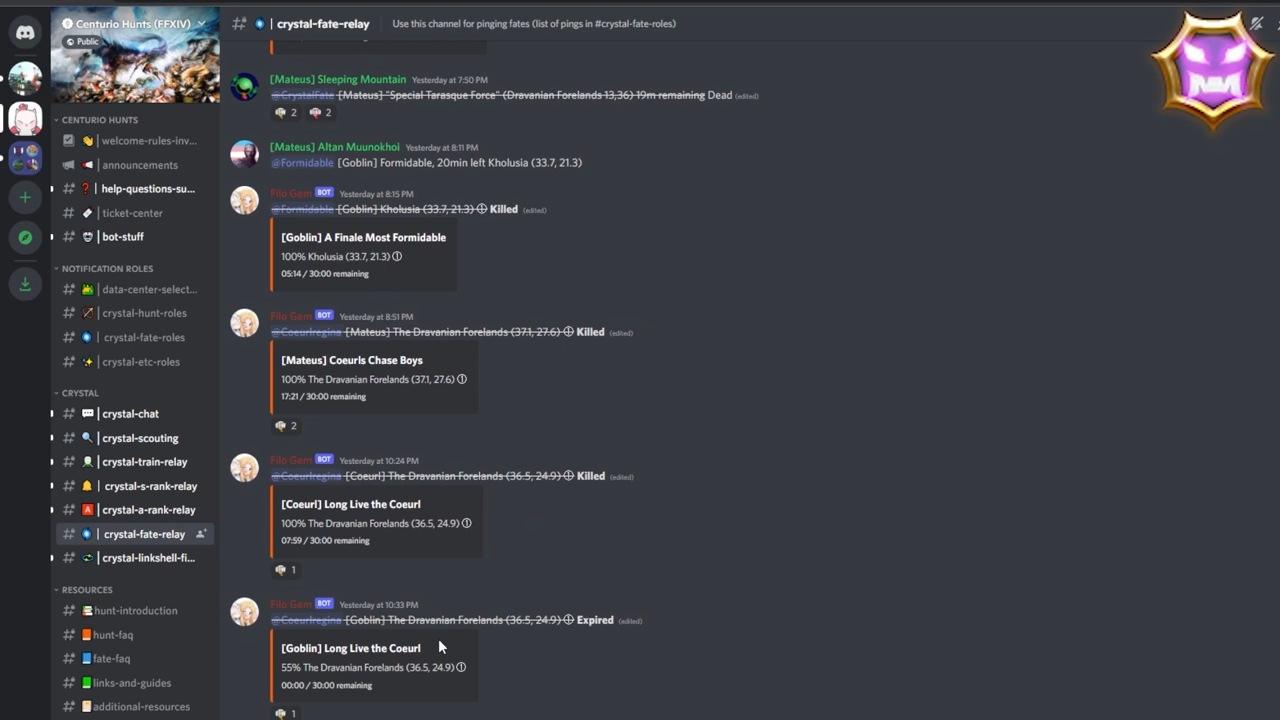 Centurio Hunts (FFXIV)
Public
crystal-fate-relay
Use this channel for pinging fates (list of pings in #crystal-fate-roles)
CENTURIO HUNTS
welcome-rules-inv...
announcements
help-questions-su...
ticket-center
bot-stuff
NOTIFICATION ROLES
data-center-select...
crystal-hunt-roles
crystal-fate-roles
crystal-etc-roles
CRYSTAL
crystal-chat
crystal-scouting
crystal-train-relay
crystal-s-rank-relay
crystal-a-rank-relay
crystal-fate-relay
crystal-linkshell-fi...
RESOURCES
hunt-introduction
hunt-faq
fate-faq
links-and-guides
additional-resources
[Mateus] Sleeping Mountain Yesterday at 7:50 PM
@CrystalFate [Mateus] "Special Tarasque Force" (Dravanian Forelands 13,36) 19m remaining Dead (edited)
2 2
[Mateus] Altan Muunokhoi Yesterday at 8:11 PM
@Formidable [Goblin] Formidable, 20min left Kholusia (33.7, 21.3)
Filo Gem BOT Yesterday at 8:15 PM
@Formidable [Goblin] Kholusia (33.7, 21.3) Killed (edited)
[Goblin] A Finale Most Formidable
100% Kholusia (33.7, 21.3)
05:14 / 30:00 remaining
Filo Gem BOT Yesterday at 8:51 PM
@Coeurlregina [Mateus] The Dravanian Forelands (37.1, 27.6) Killed (edited)
[Mateus] Coeurls Chase Boys
100% The Dravanian Forelands (37.1, 27.6)
17:21 / 30:00 remaining
2
Filo Gem BOT Yesterday at 10:24 PM
@Coeurlregina [Coeurl] The Dravanian Forelands (36.5, 24.9) Killed (edited)
[Coeurl] Long Live the Coeurl
100% The Dravanian Forelands (36.5, 24.9)
07:59 / 30:00 remaining
1
Filo Gem BOT Yesterday at 10:33 PM
@Coeurlregina [Goblin] The Dravanian Forelands (36.5, 24.9) Expired (edited)
[Goblin] Long Live the Coeurl
55% The Dravanian Forelands (36.5, 24.9)
00:00 / 30:00 remaining
1